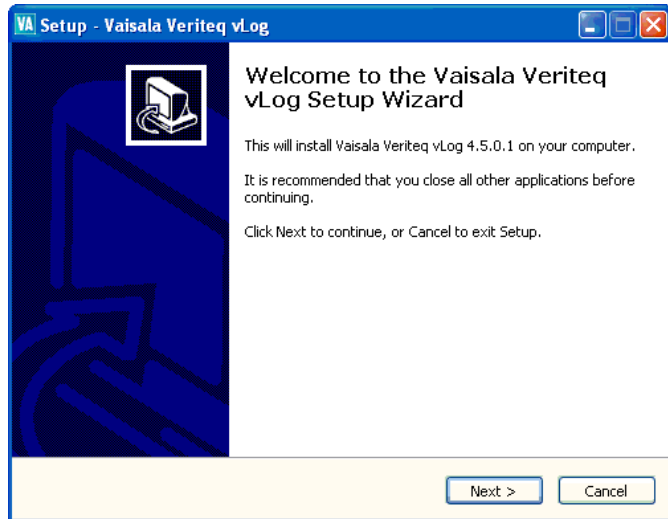 VA Setup - Vaisala Veriteq vLog
Welcome to the Vaisala Veriteq
vLog Setup Wizard
This will install Vaisala Veriteq vLog 4.5.0.1 on your computer.
It is recommended that you close all other applications before
continuing.
Click Next to continue, or Cancel to exit Setup.
Next >
Cancel